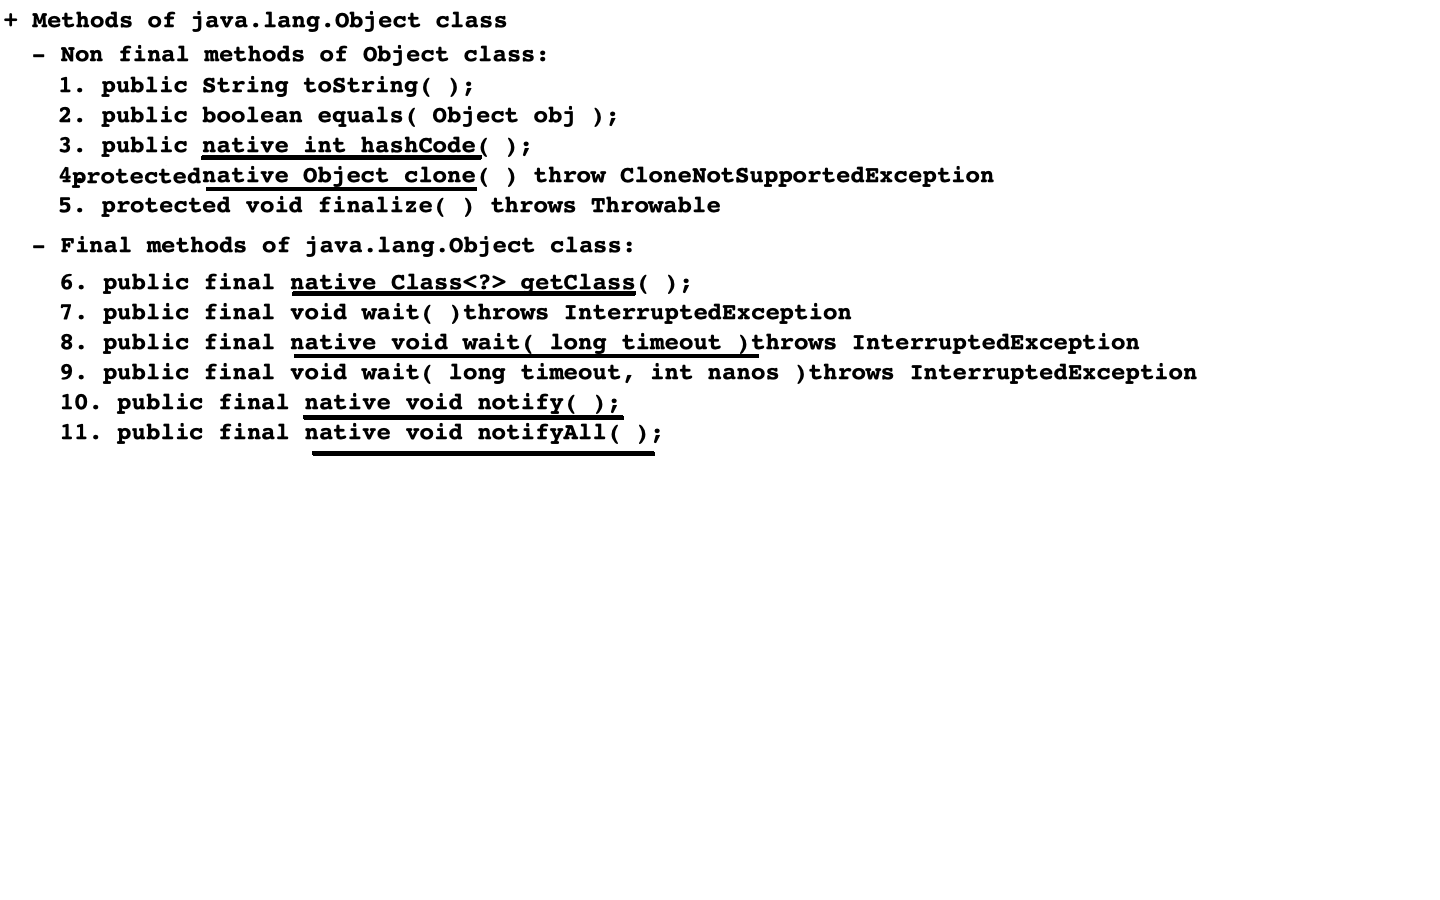 + Methods of java.lang.Object class
- Non final methods of Object class:
1. public String toString( );
2. public boolean equals( Object obj );
3. public native int hashCode( );
4protectednative Object clone( ) throw CloneNotSupportedException
5. protected void finalize( ) throws Throwable
- Final methods of java.lang.Object class:
6. public final native Class<?> getClass( );
7. public final void wait( )throws InterruptedException
8. public final native void wait( long timeout )throws InterruptedException
9. public final void wait( long timeout, int nanos )throws InterruptedException
10. public final native void notify( );
11. public final native void notifyAll( );